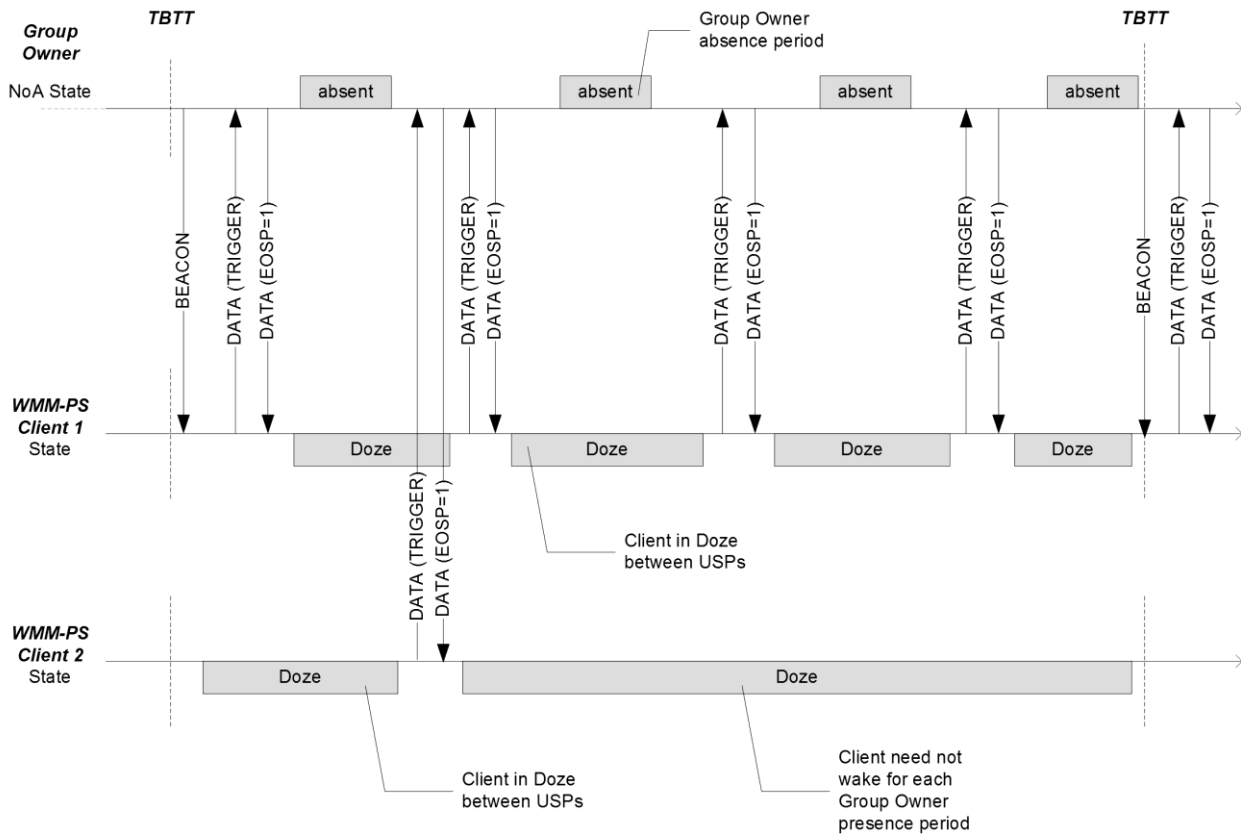 TBTT
TBTT
Group
Owner
Group Owner
absence period
NoA State
absent
absent
absent
absent
BEACON
DATA (TRIGGER)
DATA (EOSP=1)
DATA (TRIGGER)
DATA (EOSP=1)
DATA (TRIGGER)
DATA (EOSP=1)
DATA (TRIGGER)
DATA (EOSP=1)
BEACON
DATA (TRIGGER)
DATA (EOSP=1)
WMM-PS
Client 1
State
Doze
Doze
Doze
Doze
DATA (TRIGGER)
DATA (EOSP=1)
Client in Doze
between USPs
WMM-PS
Client 2
State
Doze
Doze
Client in Doze
between USPs
Client need not
wake for each
Group Owner
presence period